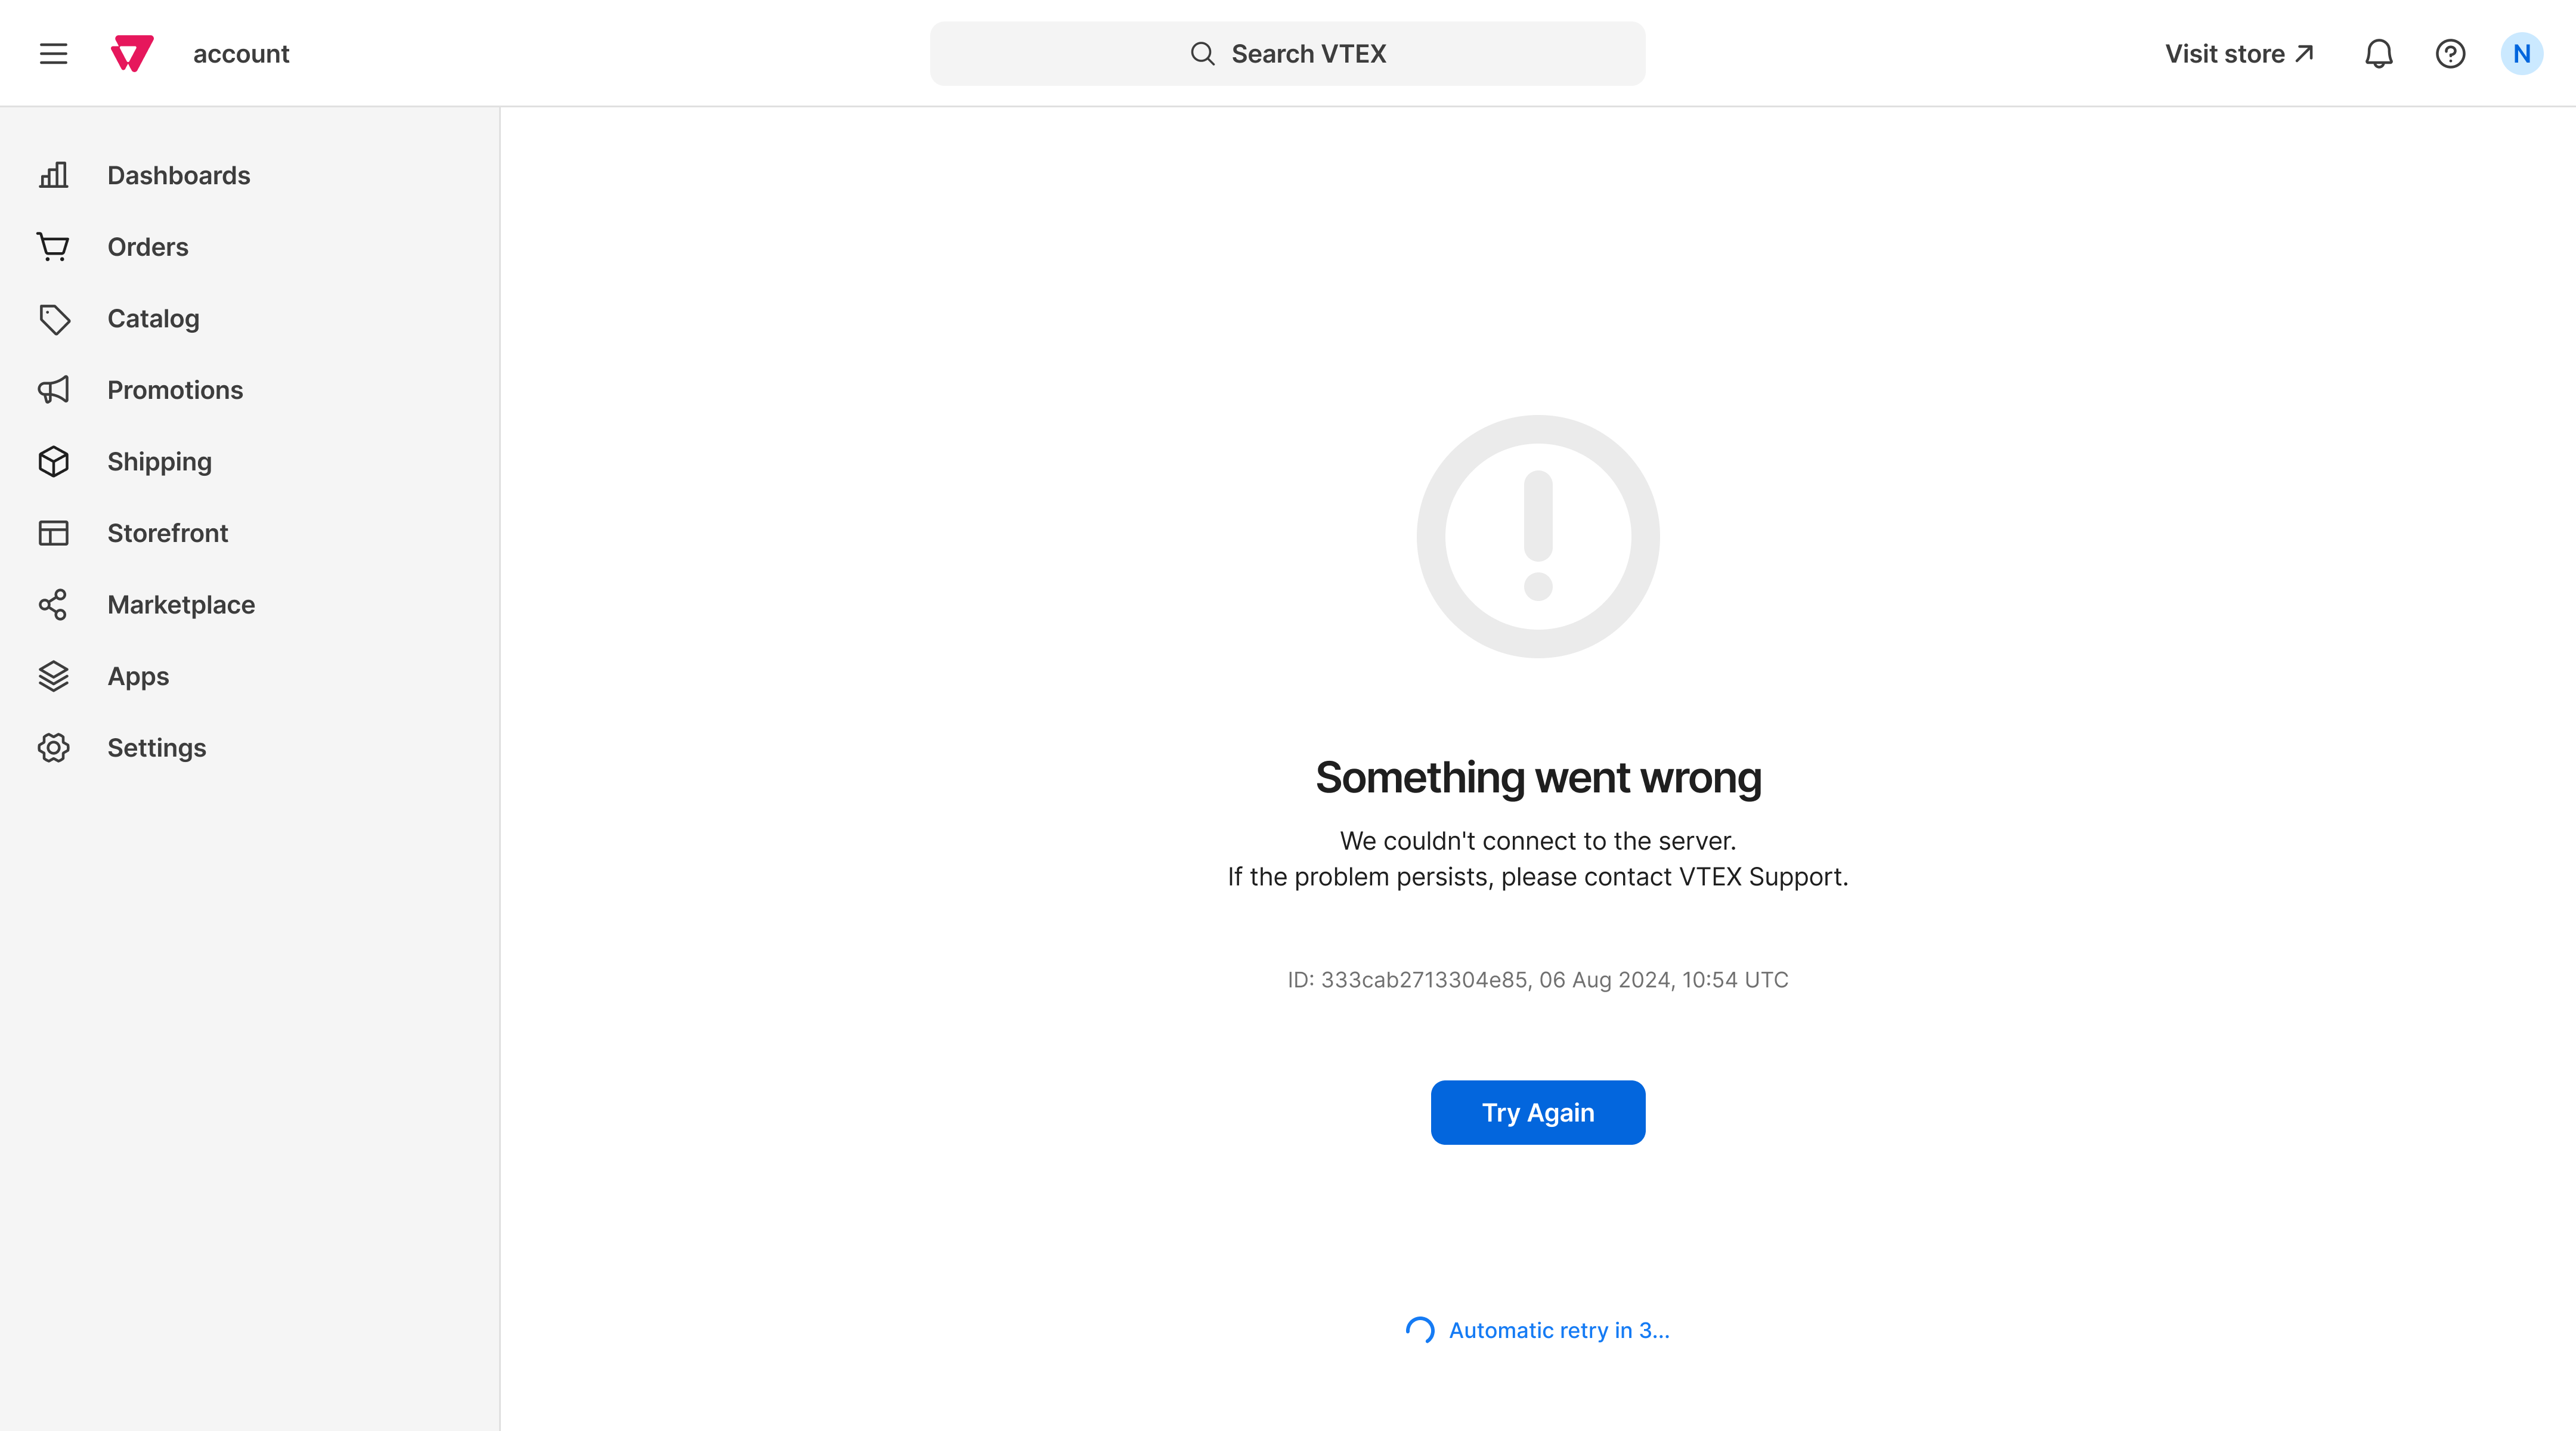 account
Search VTEX
Visit store
N
Dashboards
Orders
Catalog
Promotions
Shipping
Storefront
Marketplace
Apps
Settings
Something went wrong
We couldn't connect to the server.
If the problem persists, please contact VTEX Support.
ID: 333cab2713304e85, 06 Aug 2024, 10:54 UTC
Try Again
Automatic retry in 3...